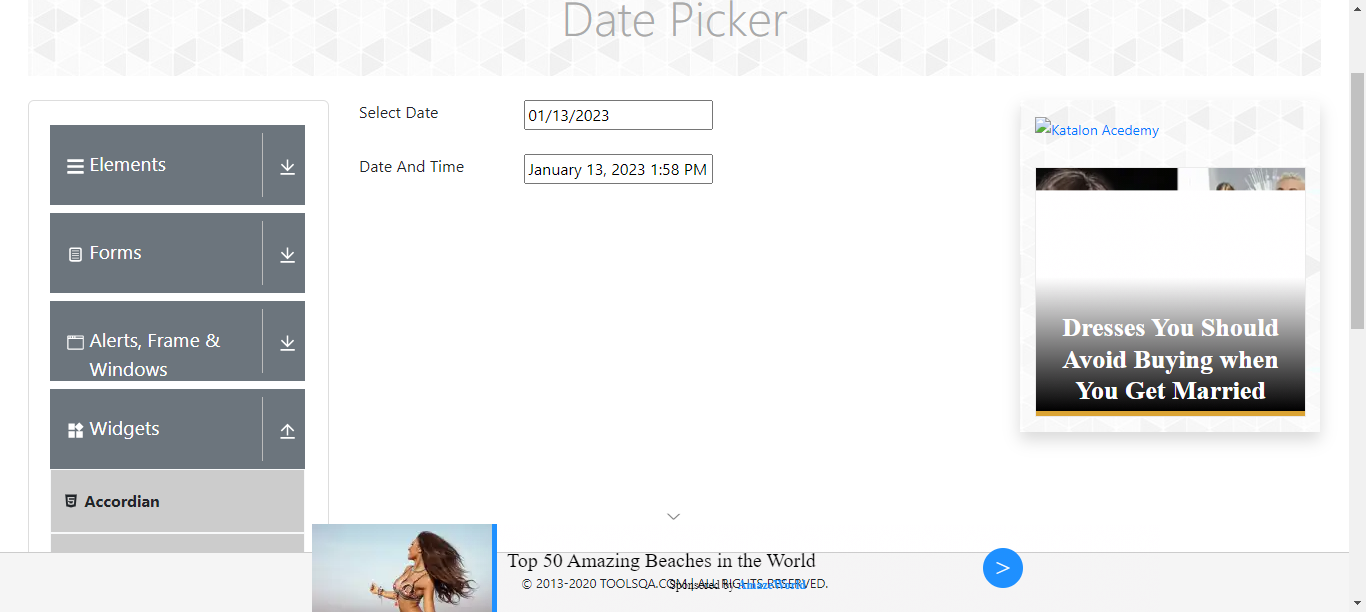 Date Picker
Elements
Forms
Alerts, Frame &
Windows
Widgets
Accordian
Select Date
01/13/2023
Date And Time
January 13, 2023 1:58 PM
Katalon Acedemy
Dresses You Should
Avoid Buying when
You Get Married
Top 50 Amazing Beaches in the World
>
© 2013-2020 TOOLSQA.COM | ALL RIGHTS RESERVED.
Sponsered by